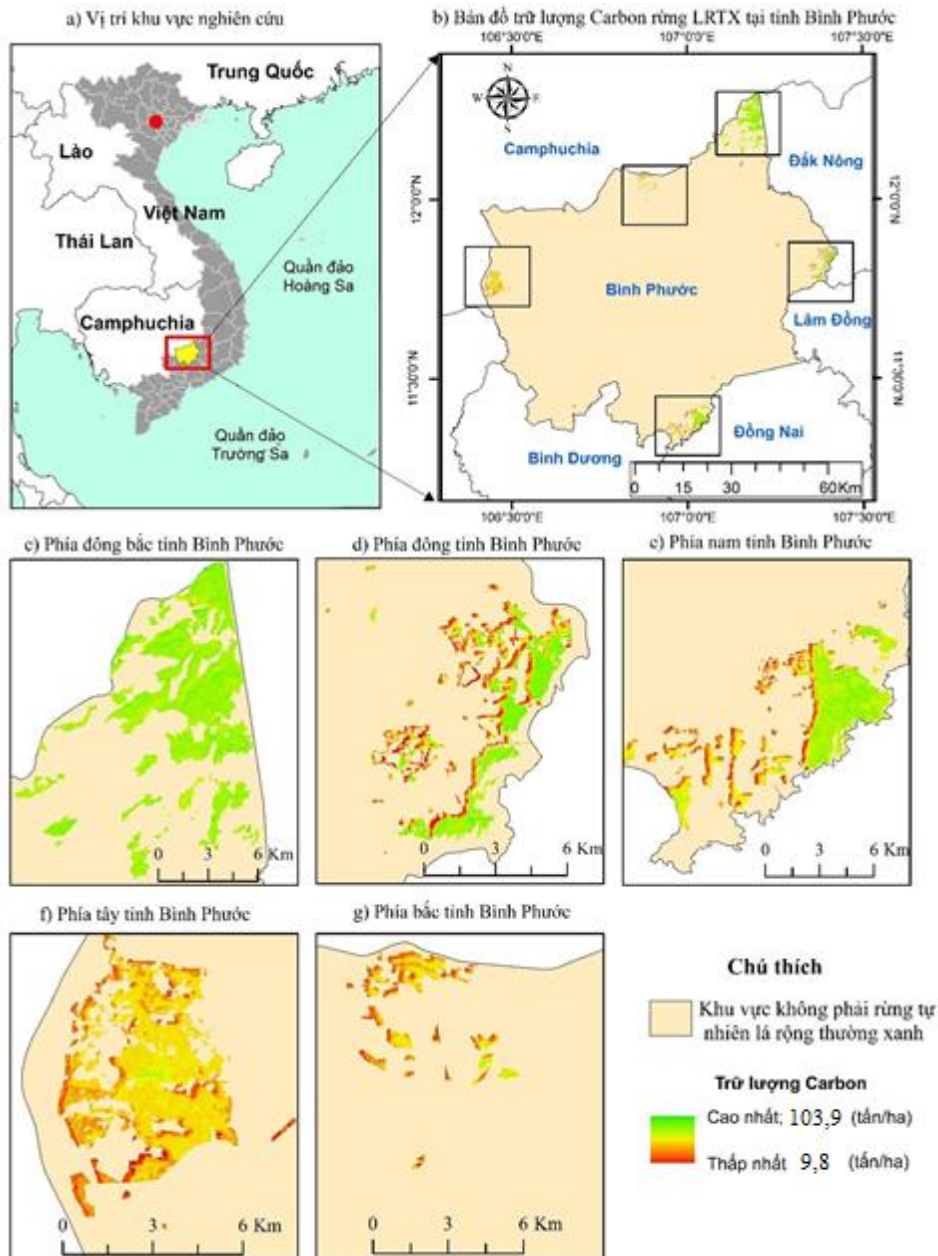 a) Vị trí khu vực nghiên cứu
Trung Quốc
Lào
Việt Nam
Thái Lan
Quần đảo
Hoàng Sa
Camphuchia
Quần đảo
Trường Sa
b) Bản đồ trữ lượng Carbon rừng LRTX tại tỉnh Bình Phước
106°30'0"E
107°0'0"E
107°30'0"E
N
W
E
S
Camphuchia
Đắk Nông
12°0'0"N
12°0'0"N
Bình Phước
Lâm Đồng
11°30'0"N
11°30'0"N
Đồng Nai
Bình Dương
0 15 30 60 Km
106°30'0"E
107°0'0"E
107°30'0"E
c) Phía đông bắc tỉnh Bình Phước
0 3 6 Km
d) Phía đông tỉnh Bình Phước
0 3 6 Km
e) Phía nam tỉnh Bình Phước
0 3 6 Km
f) Phía tây tỉnh Bình Phước
0 3 6 Km
g) Phía bắc tỉnh Bình Phước
0 3 6 Km
Chú thích
Khu vực không phải rừng tự
nhiên lá rộng thường xanh
Trữ lượng Carbon
Cao nhất; 103,9 (tấn/ha)
Thấp nhất 9,8 (tấn/ha)